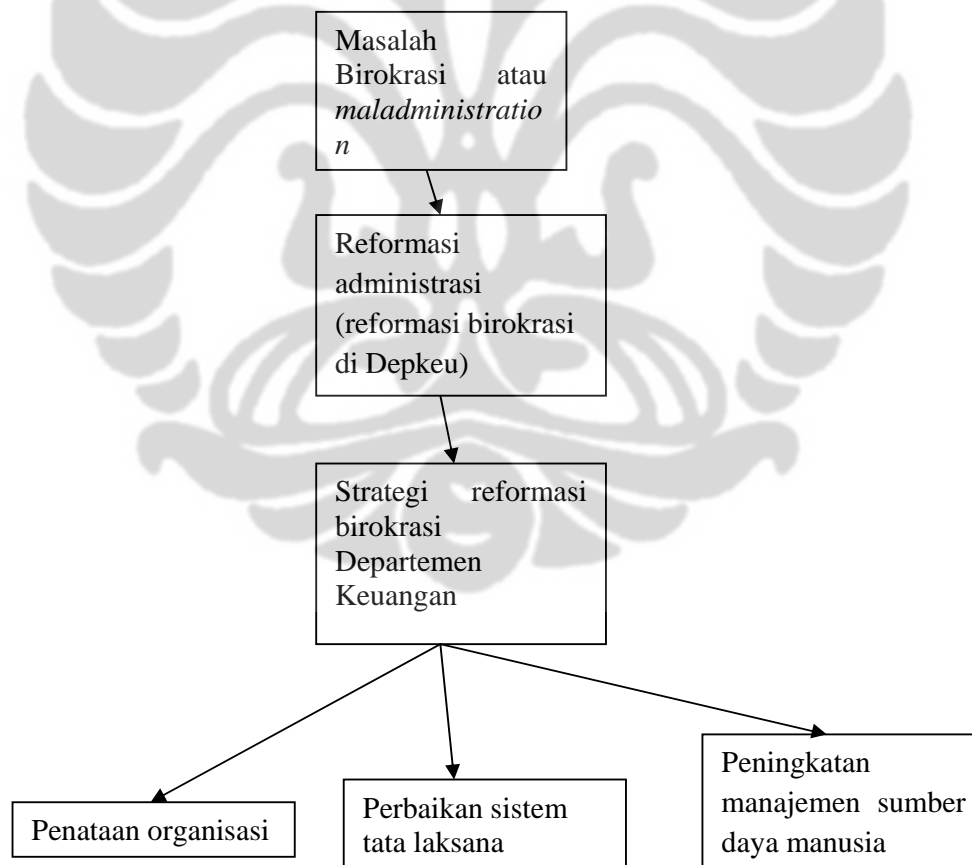 Masalah
Birokrasi atau
maladministratio
n
Reformasi
administrasi
(reformasi birokrasi
di Depkeu)
Strategi reformasi
birokrasi
Departemen
Keuangan
Penataan organisasi
Perbaikan sistem
tata laksana
Peningkatan
manajemen sumber
daya manusia